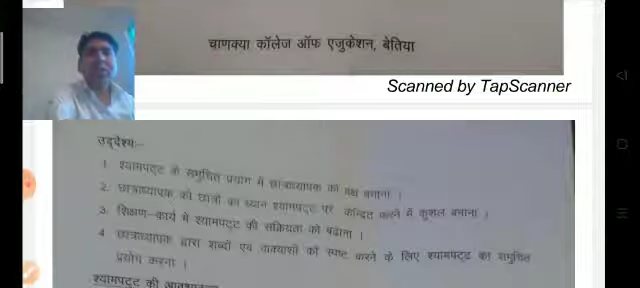 चाणक्या कॉलेज ऑफ एजुकेशन, बेतिया
Scanned by TapScanner
उद्देश्यः-
1. श्यामपट्ट के समुचित प्रयोग में छात्राध्यापक को दक्ष बनाना ।
2. छात्राध्यापक को छात्रों का ध्यान श्यामपट्ट पर केन्द्रित करने में कुशल बनाना ।
3. शिक्षण-कार्य में श्यामपट्ट की सक्रियता को बढाना ।
4. छात्राध्यापक द्वारा शब्दों एवं वाक्यांशों को स्पष्ट करने के लिए श्यामपट्ट का समुचित
प्रयोग करना ।
श्यामपट्ट की